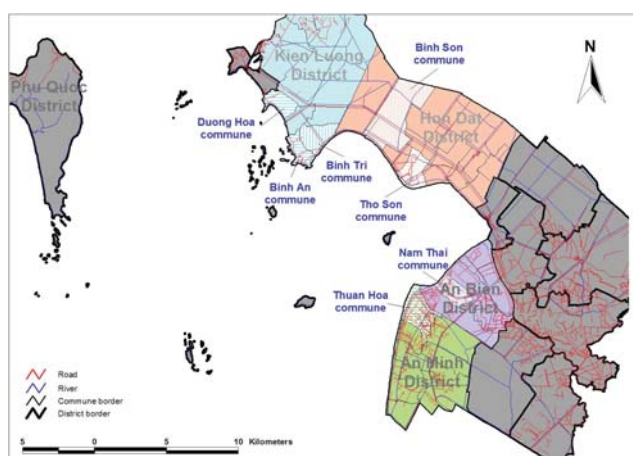 Kien Luong
District
Binh Son
commune
N
Phu Quoc
District
Hon Dat
District
Duong Hoa
commune
Binh Tri
commune
Binh An
commune
Tho Son
commune
Nam Thai
commune
An Bien
District
Thuan Hoa
commune
An Minh
District
Road
River
Commune border
District border
5 0 5 10 Kilometers